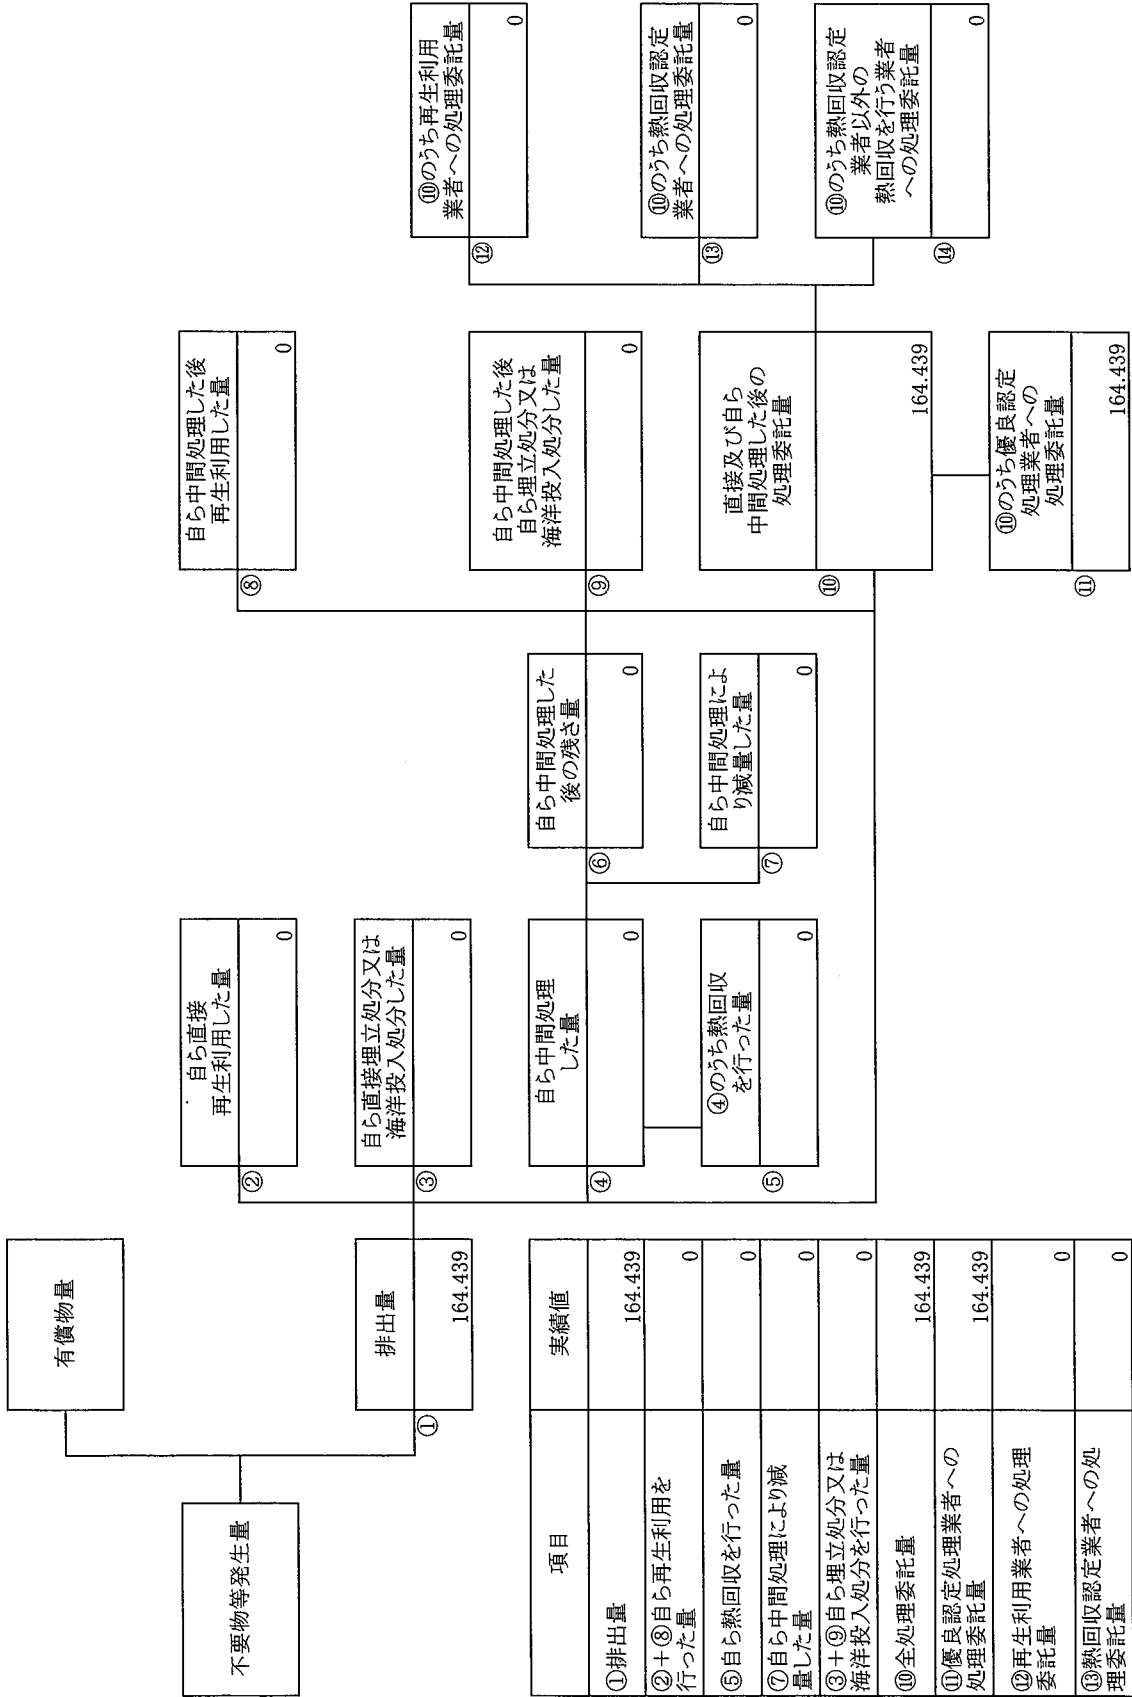 不要物等発生量
有償物量
①
排出量
164.439
②
自ら直接
再生利用した量
0
③
自ら直接埋立処分又は
海洋投入処分した量
0
④
自ら中間処理
した量
0
⑤
④のうち熱回収
を行った量
0
⑥
自ら中間処理した
後の残さ量
0
⑦
自ら中間処理によ
り減量した量
0
⑧
自ら中間処理した後
再生利用した量
0
⑨
自ら中間処理した後
自ら埋立処分又は
海洋投入処分した量
0
⑩
直接及び自ら
中間処理した後の
処理委託量
164.439
⑪
⑩のうち優良認定
処理業者への
処理委託量
164.439
⑫
⑩のうち再生利用
業者への処理委託量
0
⑬
⑩のうち熱回収認定
業者への処理委託量
0
⑭
⑩のうち熱回収認定
業者以外の
熱回収を行う業者
への処理委託量
0
項目 実績値
①排出量 164.439
②+⑧自ら再生利用を
行った量 0
⑤自ら熱回収を行った量 0
⑦自ら中間処理により減
量した量 0
③+⑨自ら埋立処分又は
海洋投入処分を行った量 0
⑩全処理委託量 164.439
⑪優良認定処理業者への
処理委託量 164.439
⑫再生利用業者への処理
委託量 0
⑬熱回収認定業者への処
理委託量 0